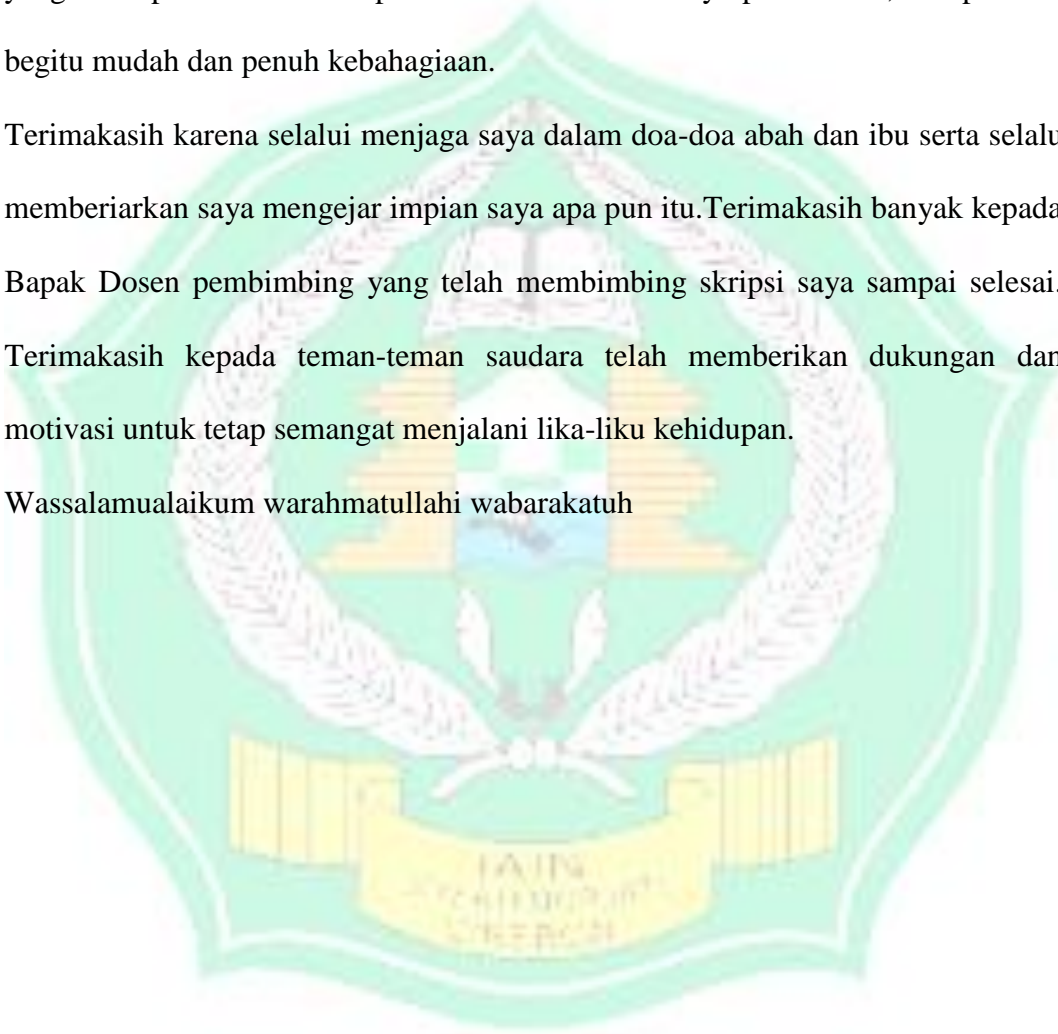 begitu mudah dan penuh kebahagiaan.
Terimakasih karena selalui menjaga saya dalam doa-doa abah dan ibu serta selalu
memberiarkan saya mengejar impian saya apa pun itu.Terimakasih banyak kepada
Bapak Dosen pembimbing yang telah membimbing skripsi saya sampai selesai.
Terimakasih kepada teman-teman saudara telah memberikan dukungan dan
motivasi untuk tetap semangat menjalani lika-liku kehidupan.
Wassalamualaikum warahmatullahi wabarakatuh
IAIN
CIREBON